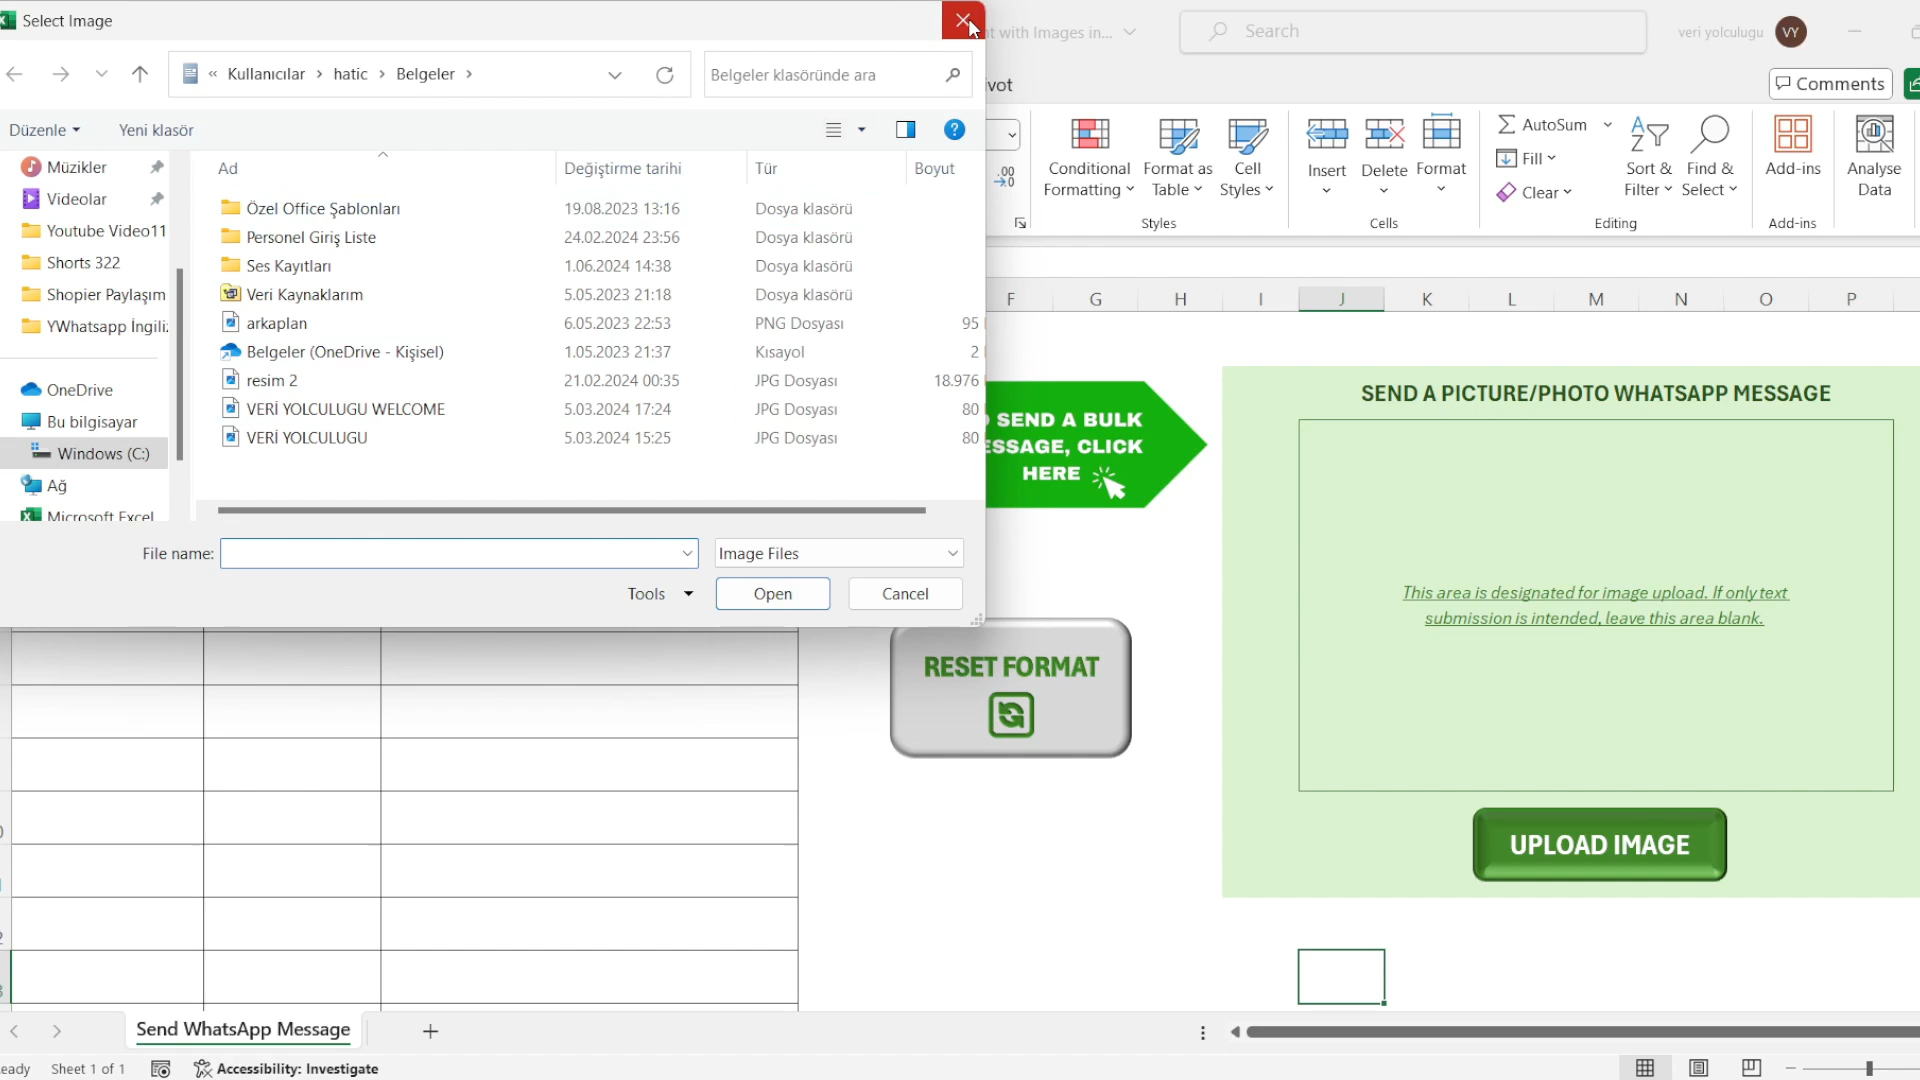 Select Image
« Kullanıcılar > hatic > Belgeler >
Belgeler klasöründe ara
Düzenle
Yeni klasör
Müzikler
Videolar
Youtube Video11
Shorts 322
Shopier Paylaşım
YWhatsapp İngili
OneDrive
Bu bilgisayar
Windows (C:)
Ağ
Microsoft Excel
Ad Değiştirme tarihi Tür Boyut
Özel Office Şablonları 19.08.2023 13:16 Dosya klasörü
Personel Giriş Liste 24.02.2024 23:56 Dosya klasörü
Ses Kayıtları 1.06.2024 14:38 Dosya klasörü
Veri Kaynaklarım 5.05.2023 21:18 Dosya klasörü
arkaplan 6.05.2023 22:53 PNG Dosyası 95
Belgeler (OneDrive - Kişisel) 1.05.2023 21:37 Kısayol 2
resim 2 21.02.2024 00:35 JPG Dosyası 18.976
VERİ YOLCULUGU WELCOME 5.03.2024 17:24 JPG Dosyası 80
VERİ YOLCULUGU 5.03.2024 15:25 JPG Dosyası 80
File name:
Image Files
Tools
Open
Cancel
with Images in...
Search
veri yolculugu
VY
Comments
.00
Conditional
Formatting
Format as
Table
Cell
Styles
Styles
Insert
Delete
Format
Cells
AutoSum
Fill
Clear
Sort &
Filter
Find &
Select
Editing
Add-ins
Add-ins
Analyse
Data
F G H I J K L M N O P
SEND A BULK
CLICK
HERE
RESET FORMAT
SEND A PICTURE/PHOTO WHATSAPP MESSAGE
This area is designated for image upload. If only text
submission is intended, leave this area blank.
UPLOAD IMAGE
Send WhatsApp Message
Sheet 1 of 1
Accessibility: Investigate